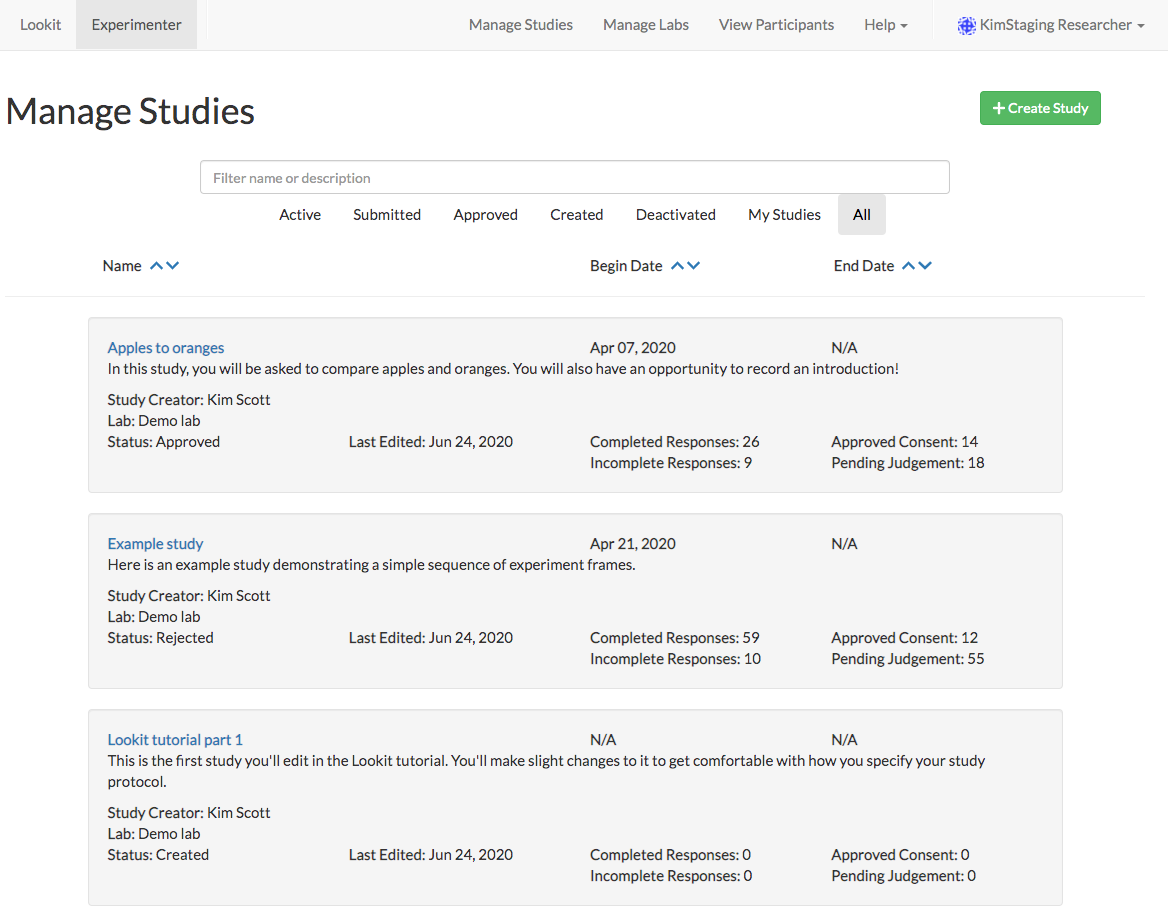 Lookit Experimenter Manage Studies Manage Labs View Participants Help KimStaging Researcher
Manage Studies
+ Create Study
Filter name or description
Active Submitted Approved Created Deactivated My Studies All
Name Begin Date End Date
Apples to oranges Apr 07, 2020 N/A
In this study, you will be asked to compare apples and oranges. You will also have an opportunity to record an introduction!
Study Creator: Kim Scott
Lab: Demo lab
Status: Approved Last Edited: Jun 24, 2020 Completed Responses: 26 Approved Consent: 14
Incomplete Responses: 9 Pending Judgement: 18
Example study Apr 21, 2020 N/A
Here is an example study demonstrating a simple sequence of experiment frames.
Study Creator: Kim Scott
Lab: Demo lab
Status: Rejected Last Edited: Jun 24, 2020 Completed Responses: 59 Approved Consent: 12
Incomplete Responses: 10 Pending Judgement: 55
Lookit tutorial part 1 N/A N/A
This is the first study you'll edit in the Lookit tutorial. You'll make slight changes to it to get comfortable with how you specify your study
protocol.
Study Creator: Kim Scott
Lab: Demo lab
Status: Created Last Edited: Jun 24, 2020 Completed Responses: 0 Approved Consent: 0
Incomplete Responses: 0 Pending Judgement: 0